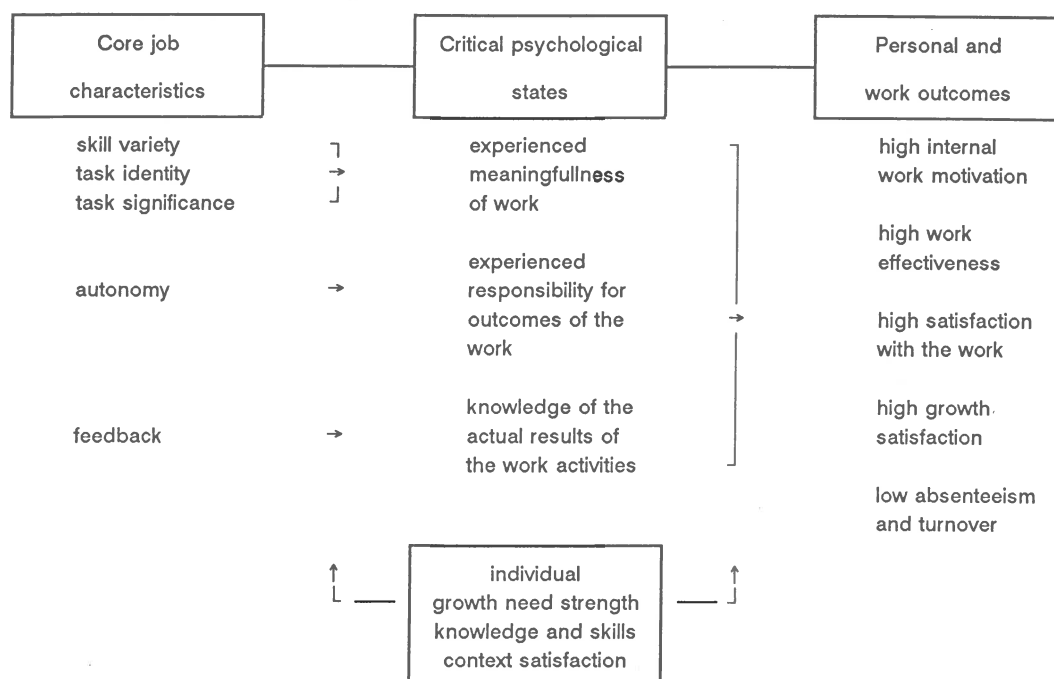 Core job
characteristics
Critical psychological
states
Personal and
work outcomes
skill variety
task identity
task significance
autonomy
feedback
experienced
meaningfullness
of work
experienced
responsibility for
outcomes of the
work
knowledge of the
actual results of
the work activities
high internal
work motivation
high work
effectiveness
high satisfaction
with the work
high growth
satisfaction
low absenteeism
and turnover
individual
growth need strength
knowledge and skills
context satisfaction